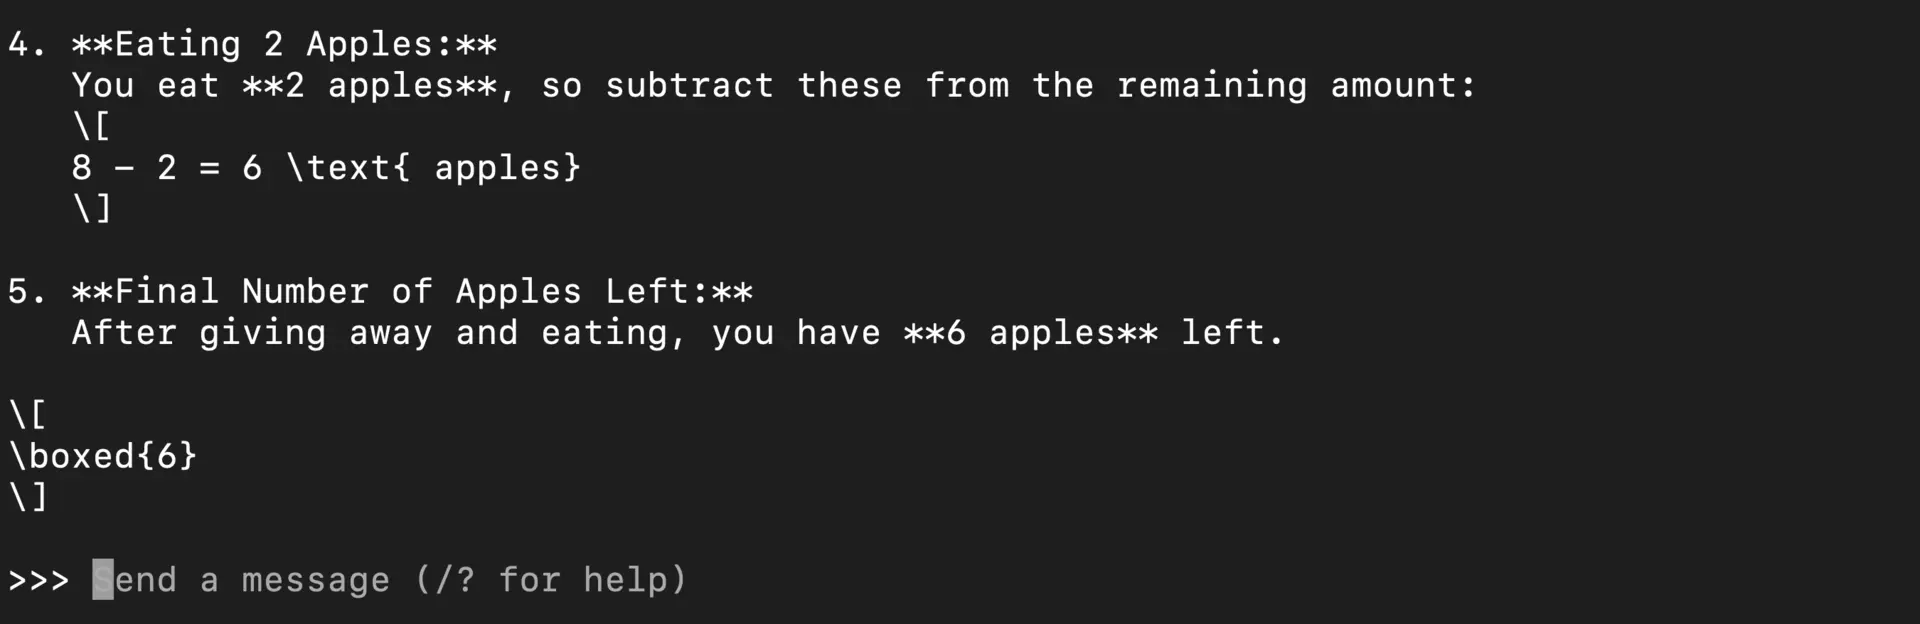 4. **Eating 2 Apples:**
You eat **2 apples**, so subtract these from the remaining amount:
\[
8 - 2 = 6 \text{ apples}
\]
5. **Final Number of Apples Left:**
After giving away and eating, you have **6 apples** left.
\[
\boxed{6}
\]
>>> Send a message (/? for help)